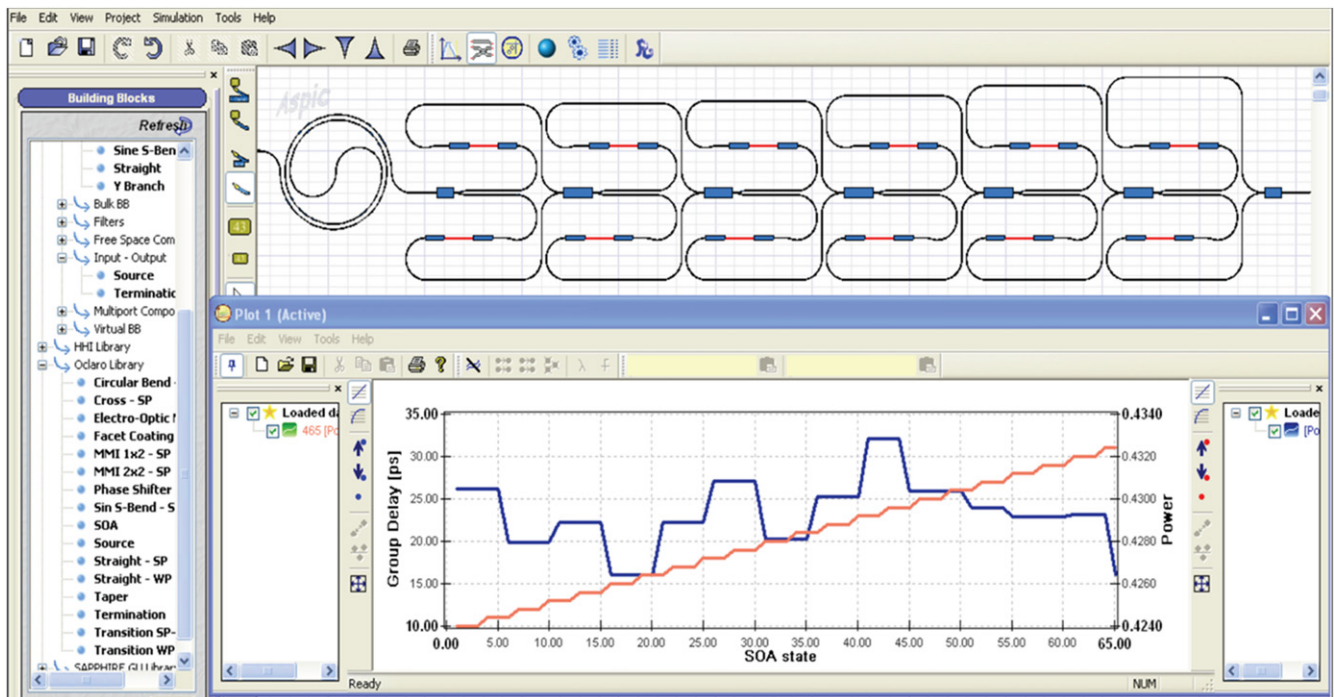 File Edit View Project Simulation Tools Help
Building Blocks
Refresh
Aspic
Sine S-Ben
Straight
Y Branch
Bulk BB
Filters
Free Space Com
Input - Output
Source
Terminatic
Multiport Compo
Virtual BB
HHI Library
Oclaro Library
Circular Bend -
Cross - SP
Electro-Optic
Facet Coating
MMI 1x2 - SP
MMI 2x2 - SP
Phase Shifter
Sin S-Bend - S
SOA
Source
Straight - SP
Straight - WP
Taper
Termination
Transition SP-
Transition WP
SAPPHIRE GU Librar
43
Plot 1 (Active)
File Edit View Tools Help
Loaded da
465 [Po
Loade
[Po
Group Delay [ps]
35.00
30.00
25.00
20.00
15.00
10.00
0.4340
0.4320
0.4300
0.4280
0.4260
0.4240
Power
0.00 5.00 10.00 15.00 20.00 25.00 30.00 35.00 40.00 45.00 50.00 55.00 60.00 65.00
SOA state
Ready NUM